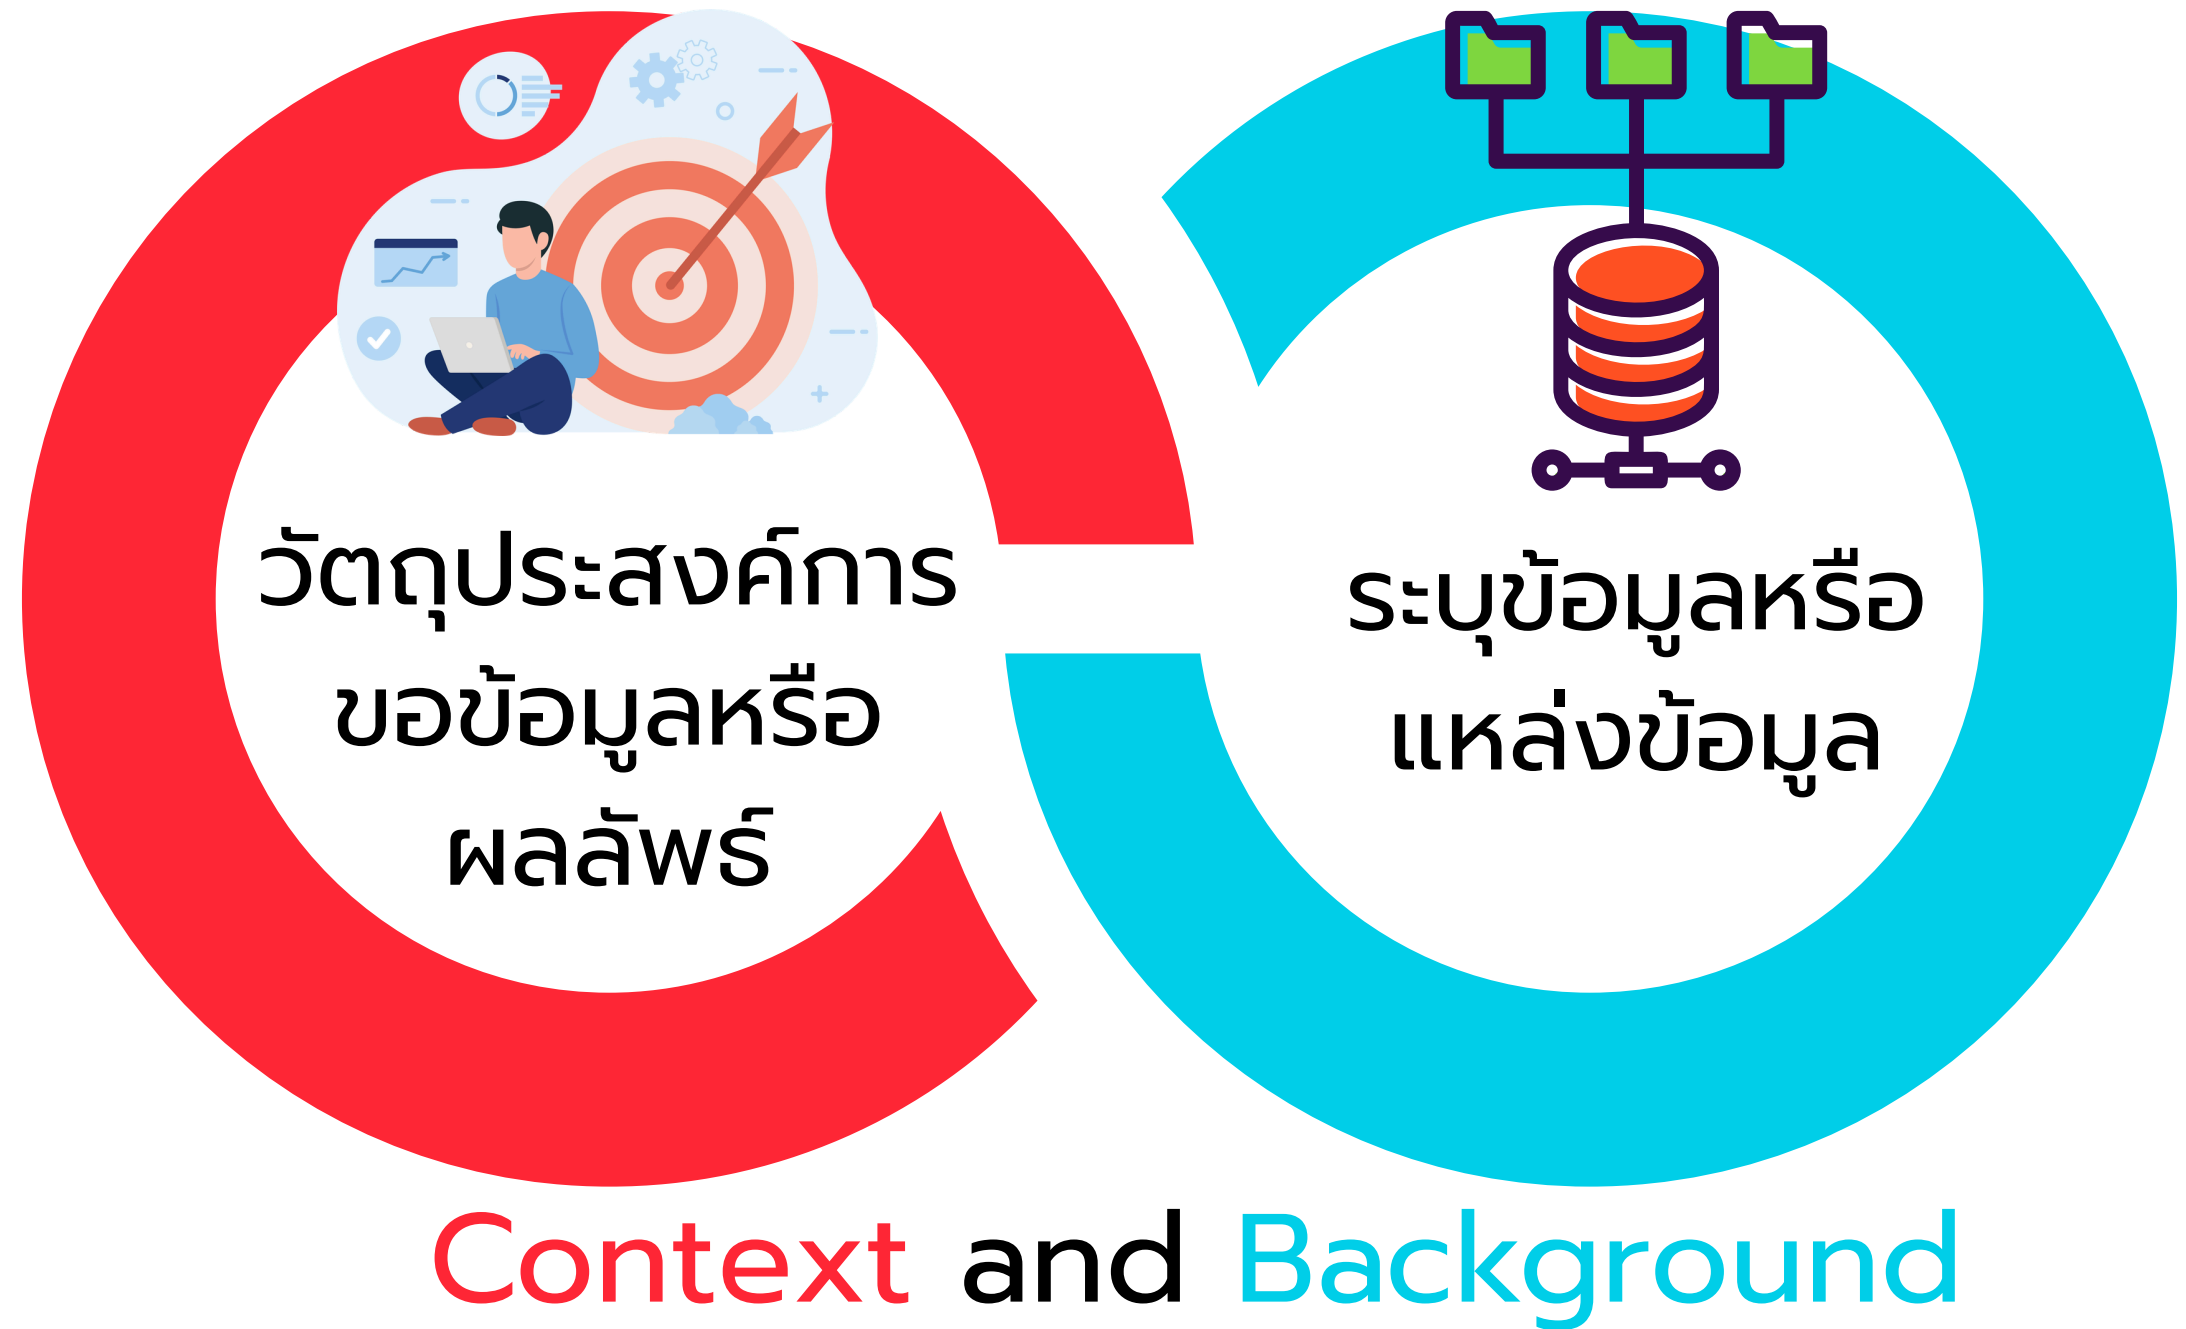 วัตถุประสงค์การ
ขอข้อมูลหรือ
ผลลัพธ์
ระบุข้อมูลหรือ
แหล่งข้อมูล
Context and Background